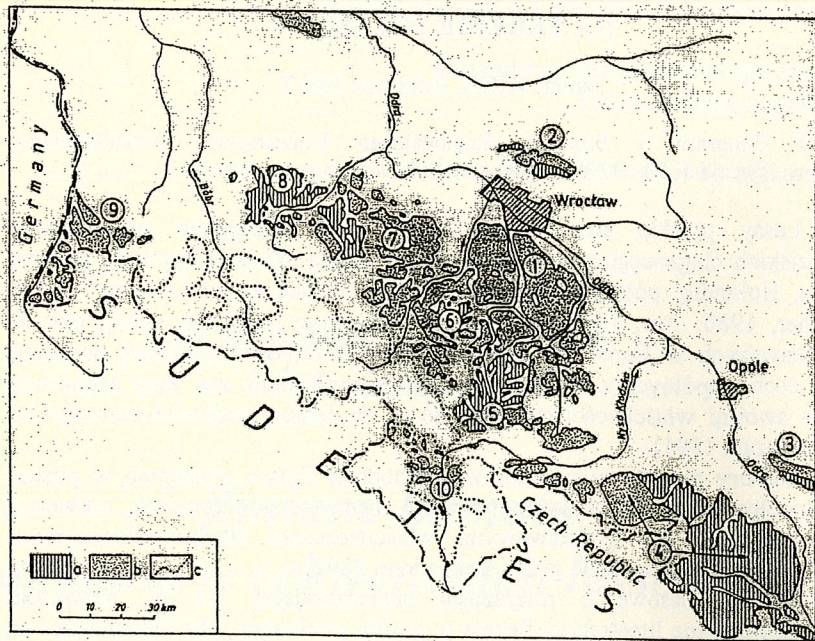 Germany
Bóbr
Odra
2
8
Wrocław
9
7
1
Odra
6
Opole
Nysa Kłodzka
5
3
Odra
10
Czech Republic
4
SUDETES
a
b
c
0 10 20 30 km